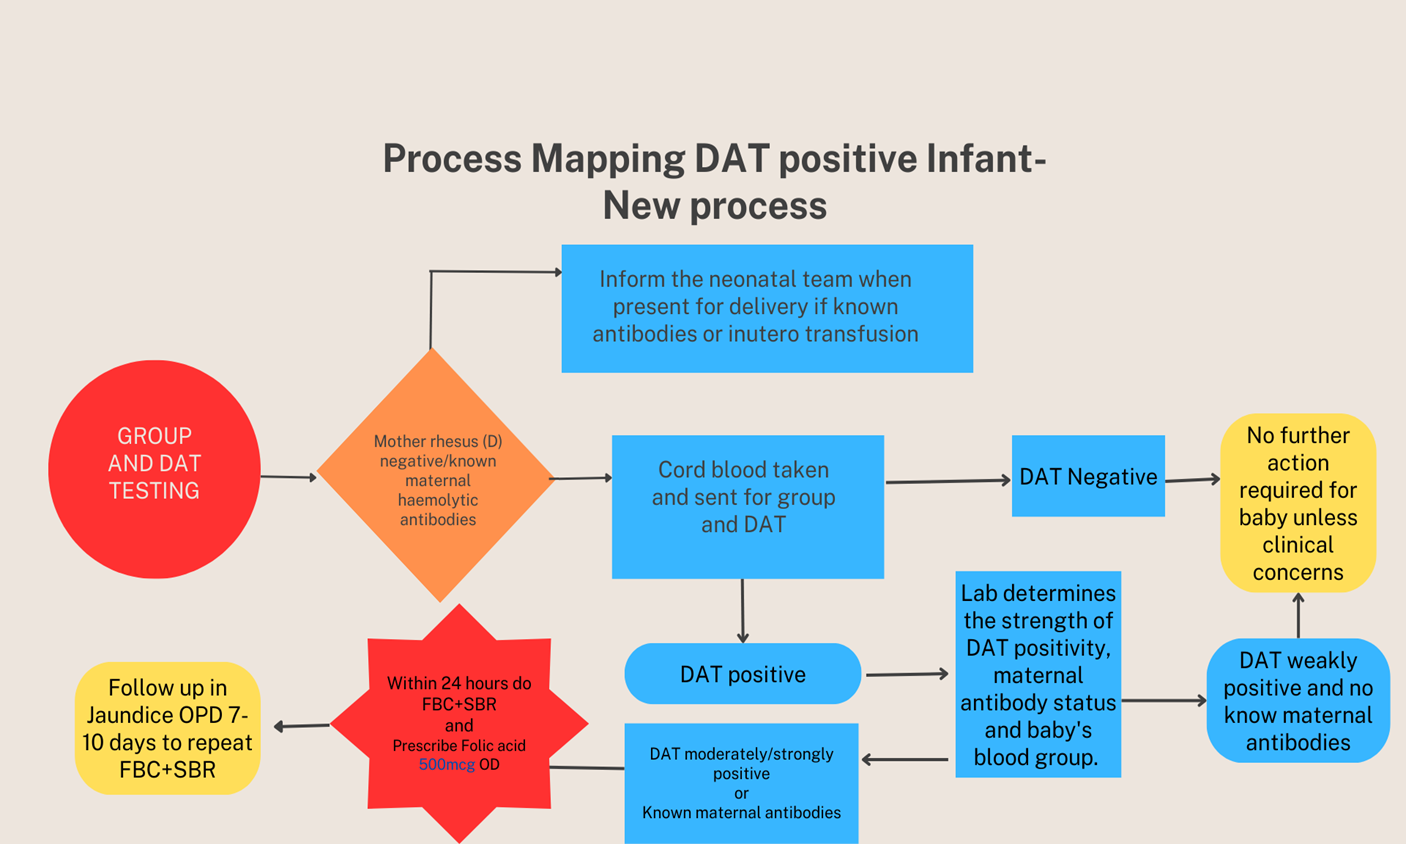 Process Mapping DAT positive Infant-
New process
Inform the neonatal team when
present for delivery if known
antibodies or inutero transfusion
GROUP
AND DAT
TESTING
Mother rhesus (D)
negative/known
maternal
haemolytic
antibodies
Cord blood taken
and sent for group
and DAT
DAT Negative
No further
action
required for
baby unless
clinical
concerns
DAT positive
Lab determines
the strength of
DAT positivity,
maternal
antibody status
and baby's
blood group.
DAT weakly
positive and no
know maternal
antibodies
DAT moderately/strongly
positive
or
Known maternal antibodies
Within 24 hours do
FBC+SBR
and
Prescribe Folic acid
500mcg OD
Follow up in
Jaundice OPD 7-
10 days to repeat
FBC+SBR